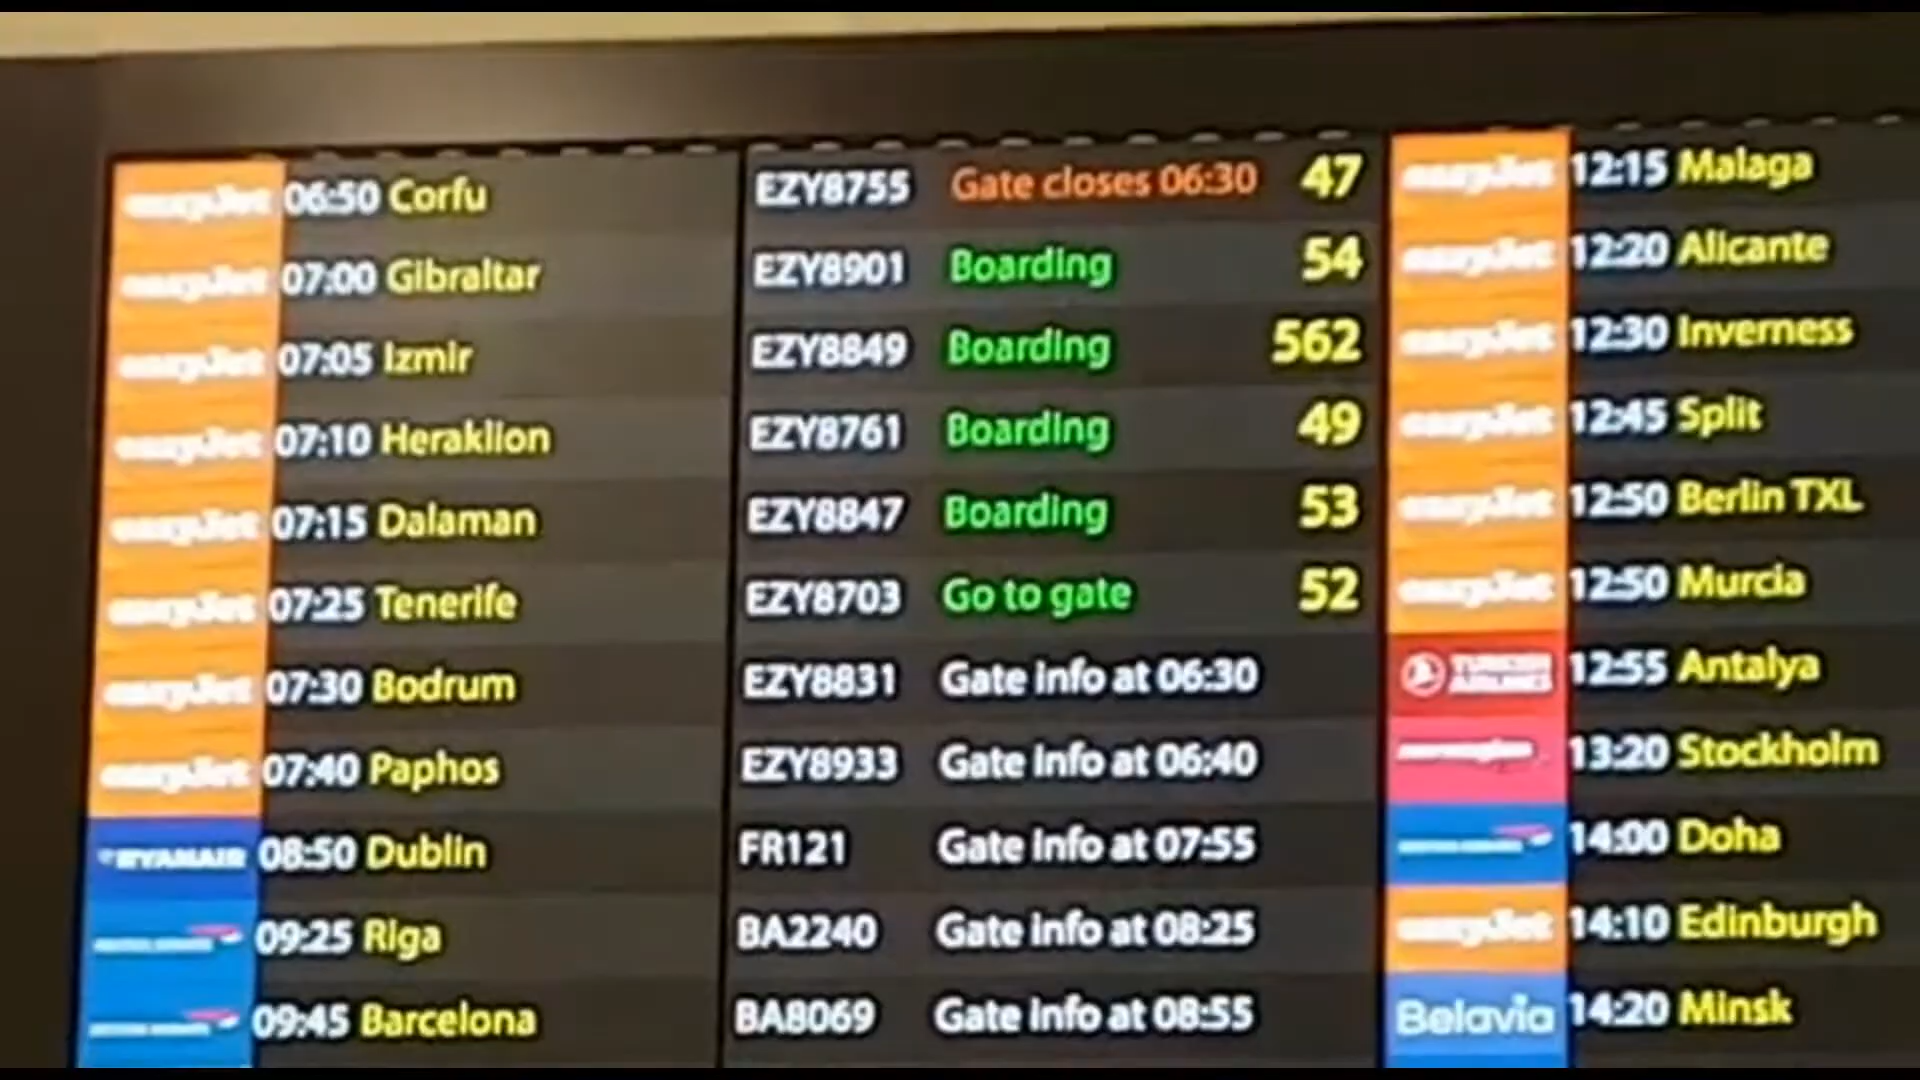 easyJet 06:50 Corfu EZY8755 Gate closes 06:30 47
easyJet 07:00 Gibraltar EZY8901 Boarding 54
easyJet 07:05 Izmir EZY8849 Boarding 562
easyJet 07:10 Heraklion EZY8761 Boarding 49
easyJet 07:15 Dalaman EZY8847 Boarding 53
easyJet 07:25 Tenerife EZY8703 Go to gate 52
easyJet 07:30 Bodrum EZY8831 Gate info at 06:30
easyJet 07:40 Paphos EZY8933 Gate info at 06:40
RYANAIR 08:50 Dublin FR121 Gate info at 07:55
09:25 Riga BA2240 Gate info at 08:25
09:45 Barcelona BA8069 Gate info at 08:55
easyJet 12:15 Malaga
easyJet 12:20 Alicante
easyJet 12:30 Inverness
easyJet 12:45 Split
easyJet 12:50 Berlin TXL
easyJet 12:50 Murcia
TURKISH AIRLINES 12:55 Antalya
norwegian 13:20 Stockholm
14:00 Doha
easyJet 14:10 Edinburgh
Belavia 14:20 Minsk